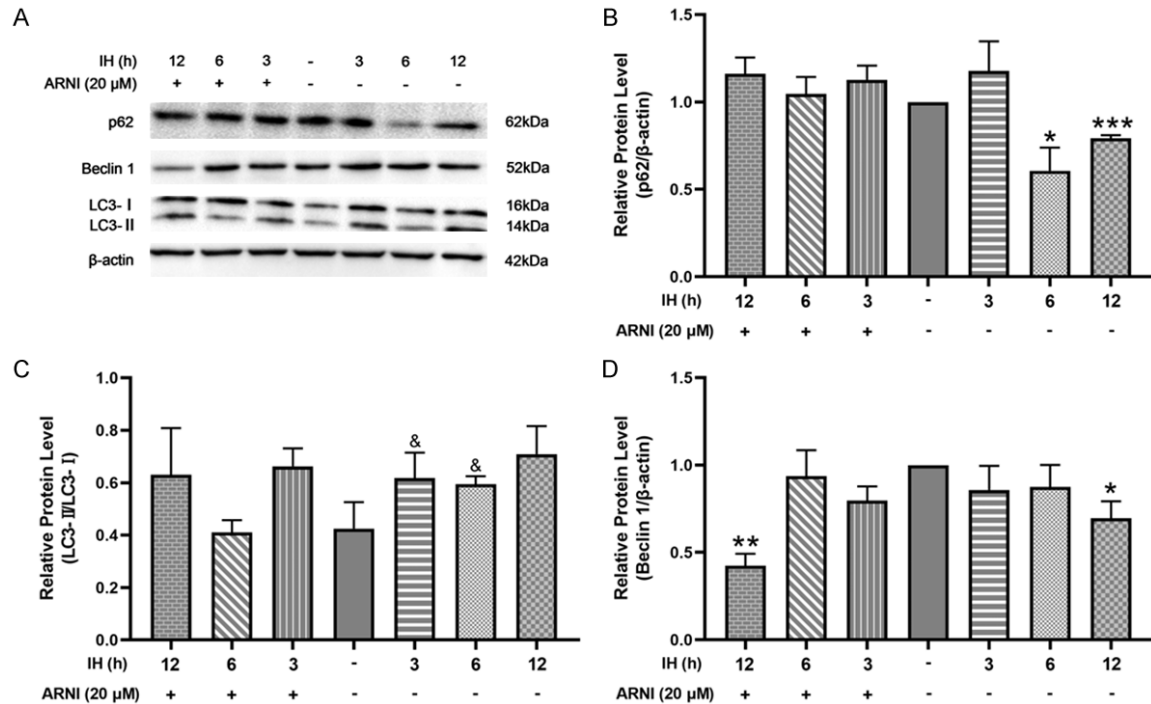 A
IH (h) 12 6 3 - 3 6 12
ARNI (20 µM) + + + - - - -
p62 62kDa
Beclin 1 52kDa
LC3-Ⅰ 16kDa
LC3-Ⅱ 14kDa
β-actin 42kDa
B
Relative Protein Level
(p62/β-actin)
1.5
1.0
0.5
0.0
* ***
IH (h) 12 6 3 - 3 6 12
ARNI (20 µM) + + + - - - -
C
Relative Protein Level
(LC3-Ⅱ/LC3-Ⅰ)
1.0
0.8
0.6
0.4
0.2
0.0
& &
IH (h) 12 6 3 - 3 6 12
ARNI (20 µM) + + + - - - -
D
Relative Protein Level
(Beclin 1/β-actin)
1.5
1.0
0.5
0.0
** *
IH (h) 12 6 3 - 3 6 12
ARNI (20 µM) + + + - - - -